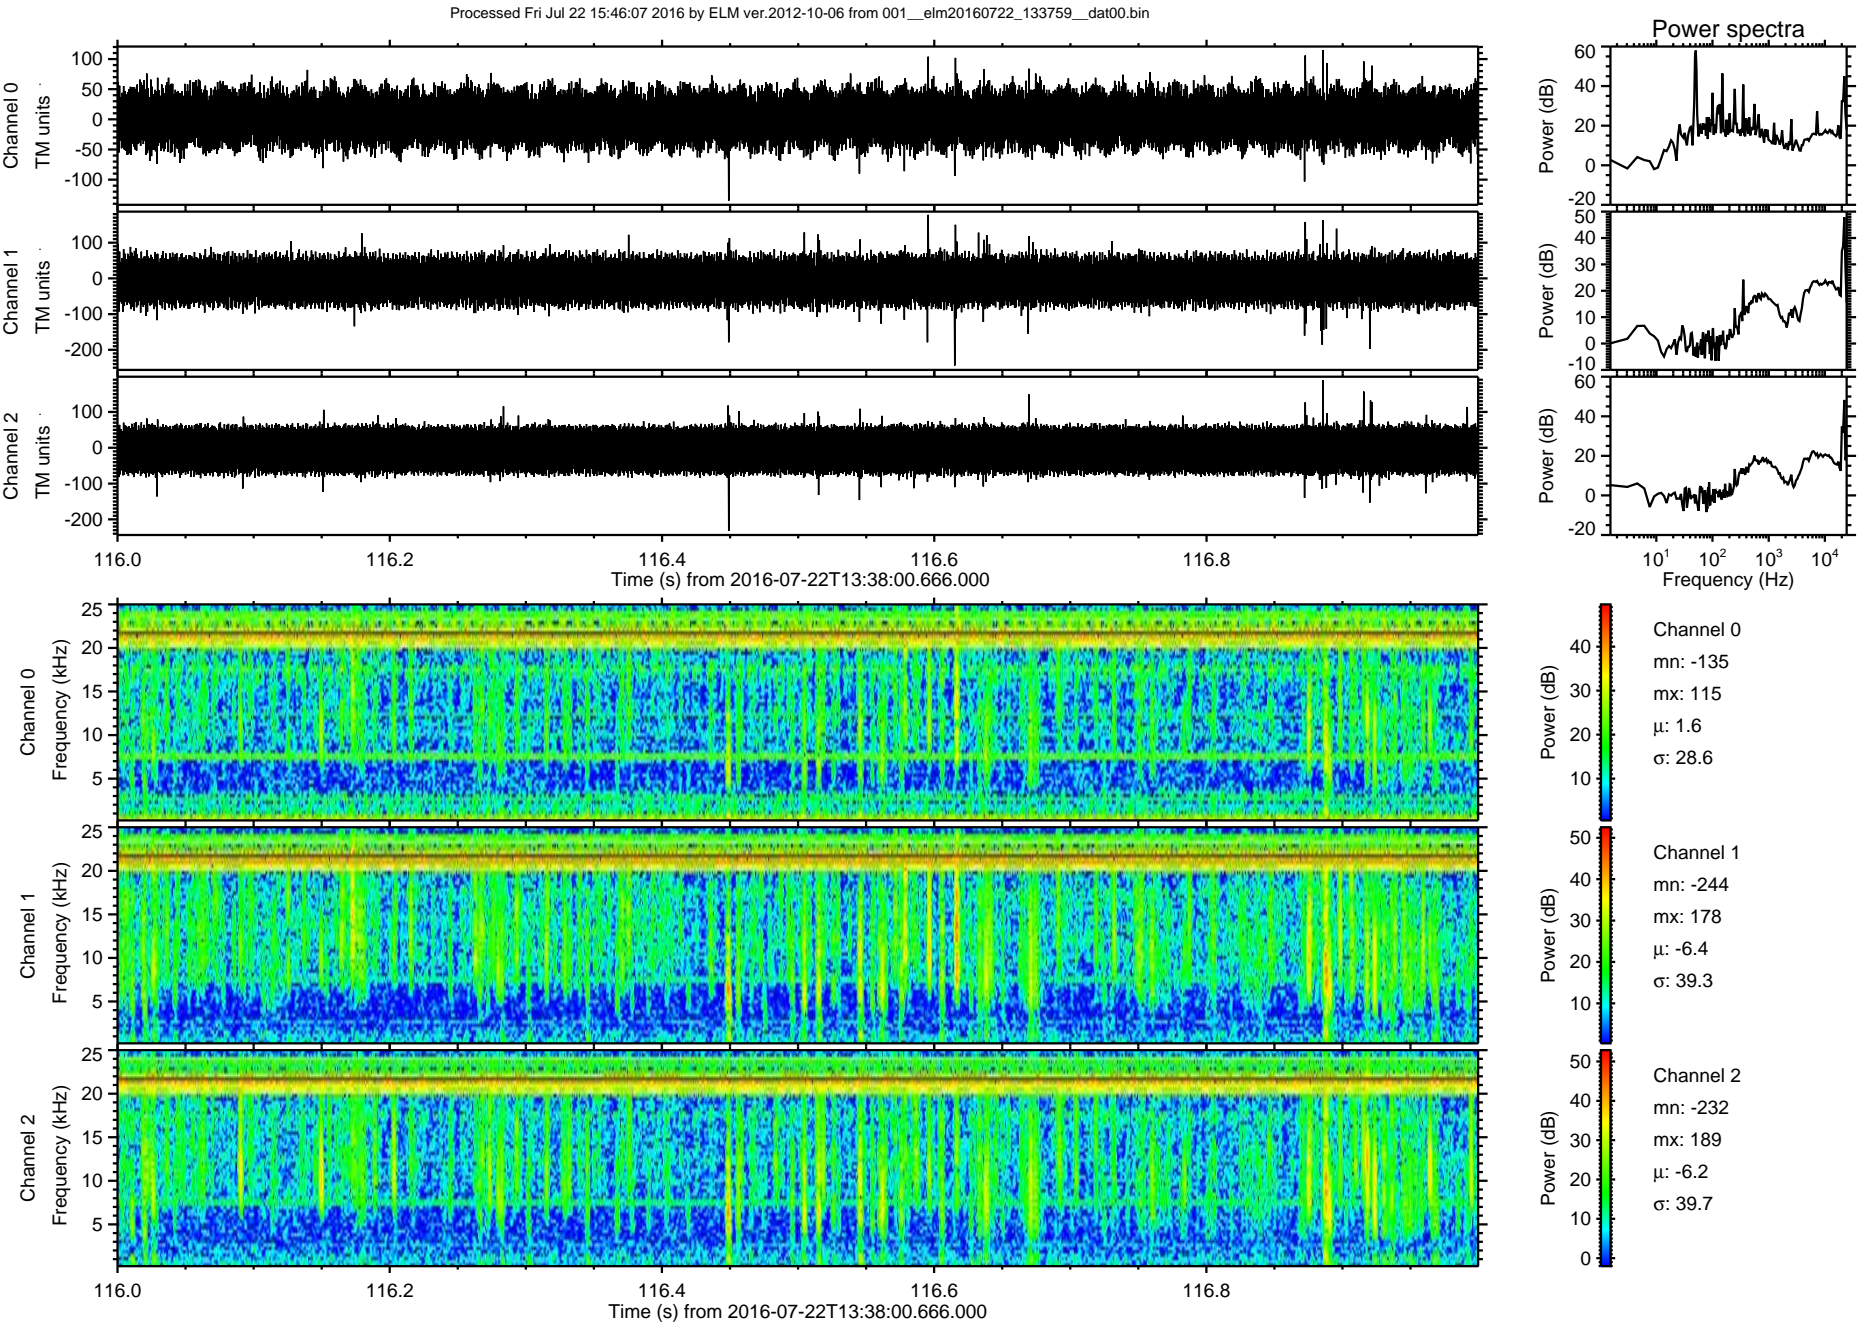 Processed Fri Jul 22 15:46:07 2016 by ELM ver.2012-10-06 from 001__elm20160722_133759__dat00.bin
Power spectra
Channel 0
TM units
100
50
0
-50
-100
Power (dB)
60
40
20
0
-20
Channel 1
TM units
100
0
-100
-200
Power (dB)
50
40
30
20
10
0
-10
Channel 2
TM units
100
0
-100
-200
Power (dB)
60
40
20
0
-20
116.0 116.2 116.4 116.6 116.8
Time (s) from 2016-07-22T13:38:00.666.000
10^1 10^2 10^3 10^4
Frequency (Hz)
Channel 0
Frequency (kHz)
25
20
15
10
5
Power (dB)
40
30
20
10
Channel 0
mn: -135
mx: 115
μ: 1.6
σ: 28.6
Channel 1
Frequency (kHz)
25
20
15
10
5
Power (dB)
50
40
30
20
10
Channel 1
mn: -244
mx: 178
μ: -6.4
σ: 39.3
Channel 2
Frequency (kHz)
25
20
15
10
5
Power (dB)
50
40
30
20
10
0
Channel 2
mn: -232
mx: 189
μ: -6.2
σ: 39.7
116.0 116.2 116.4 116.6 116.8
Time (s) from 2016-07-22T13:38:00.666.000